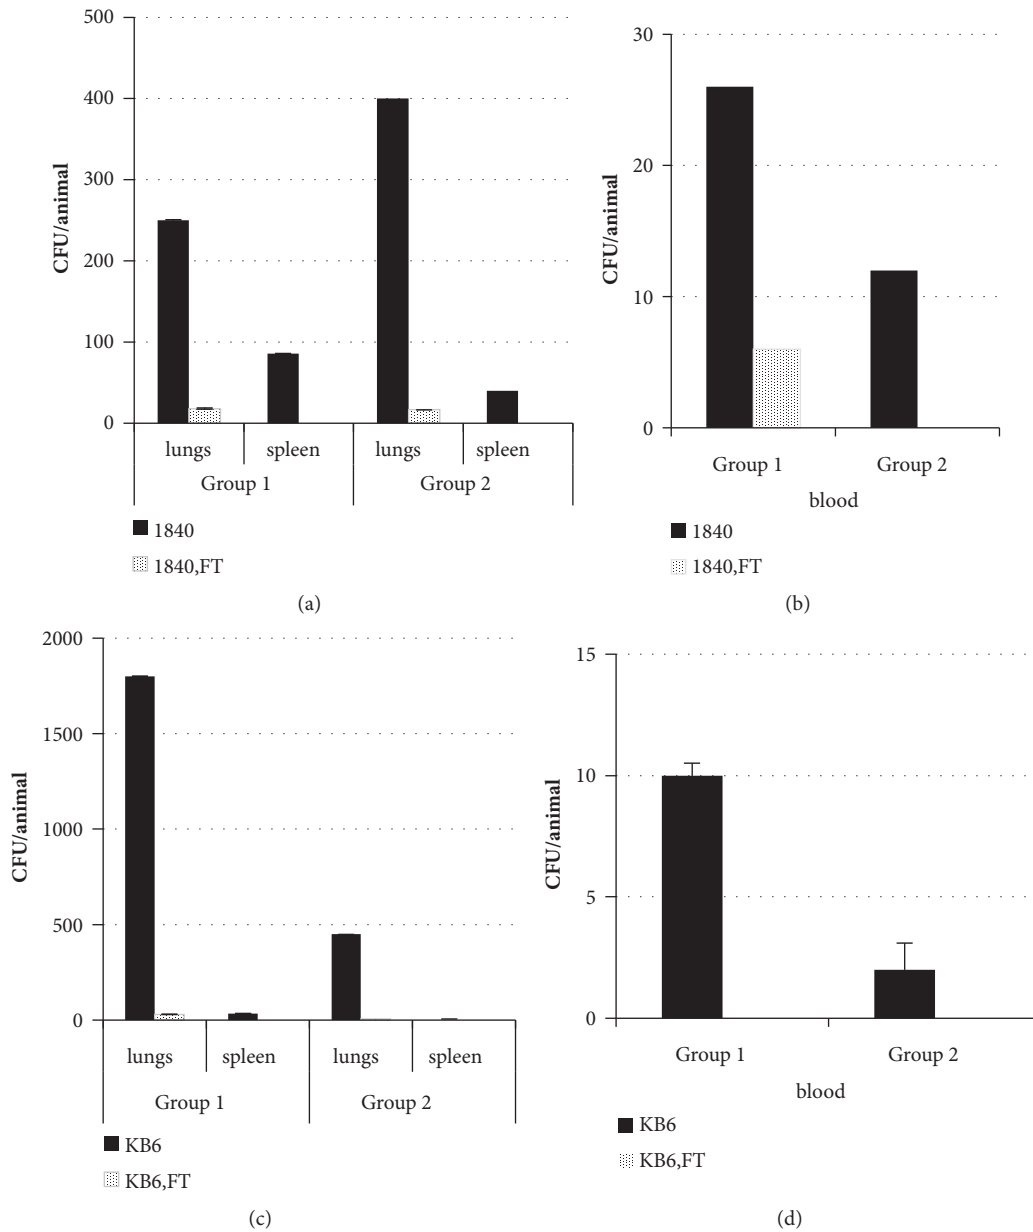 500
400
300
200
100
0
CFU/animal
lungs spleen lungs spleen
Group 1 Group 2
1840
1840,FT
(a)
30
20
10
0
CFU/animal
Group 1 Group 2
blood
1840
1840,FT
(b)
2000
1500
1000
500
0
CFU/animal
lungs spleen lungs spleen
Group 1 Group 2
KB6
KB6,FT
(c)
15
10
5
0
CFU/animal
Group 1 Group 2
blood
KB6
KB6,FT
(d)